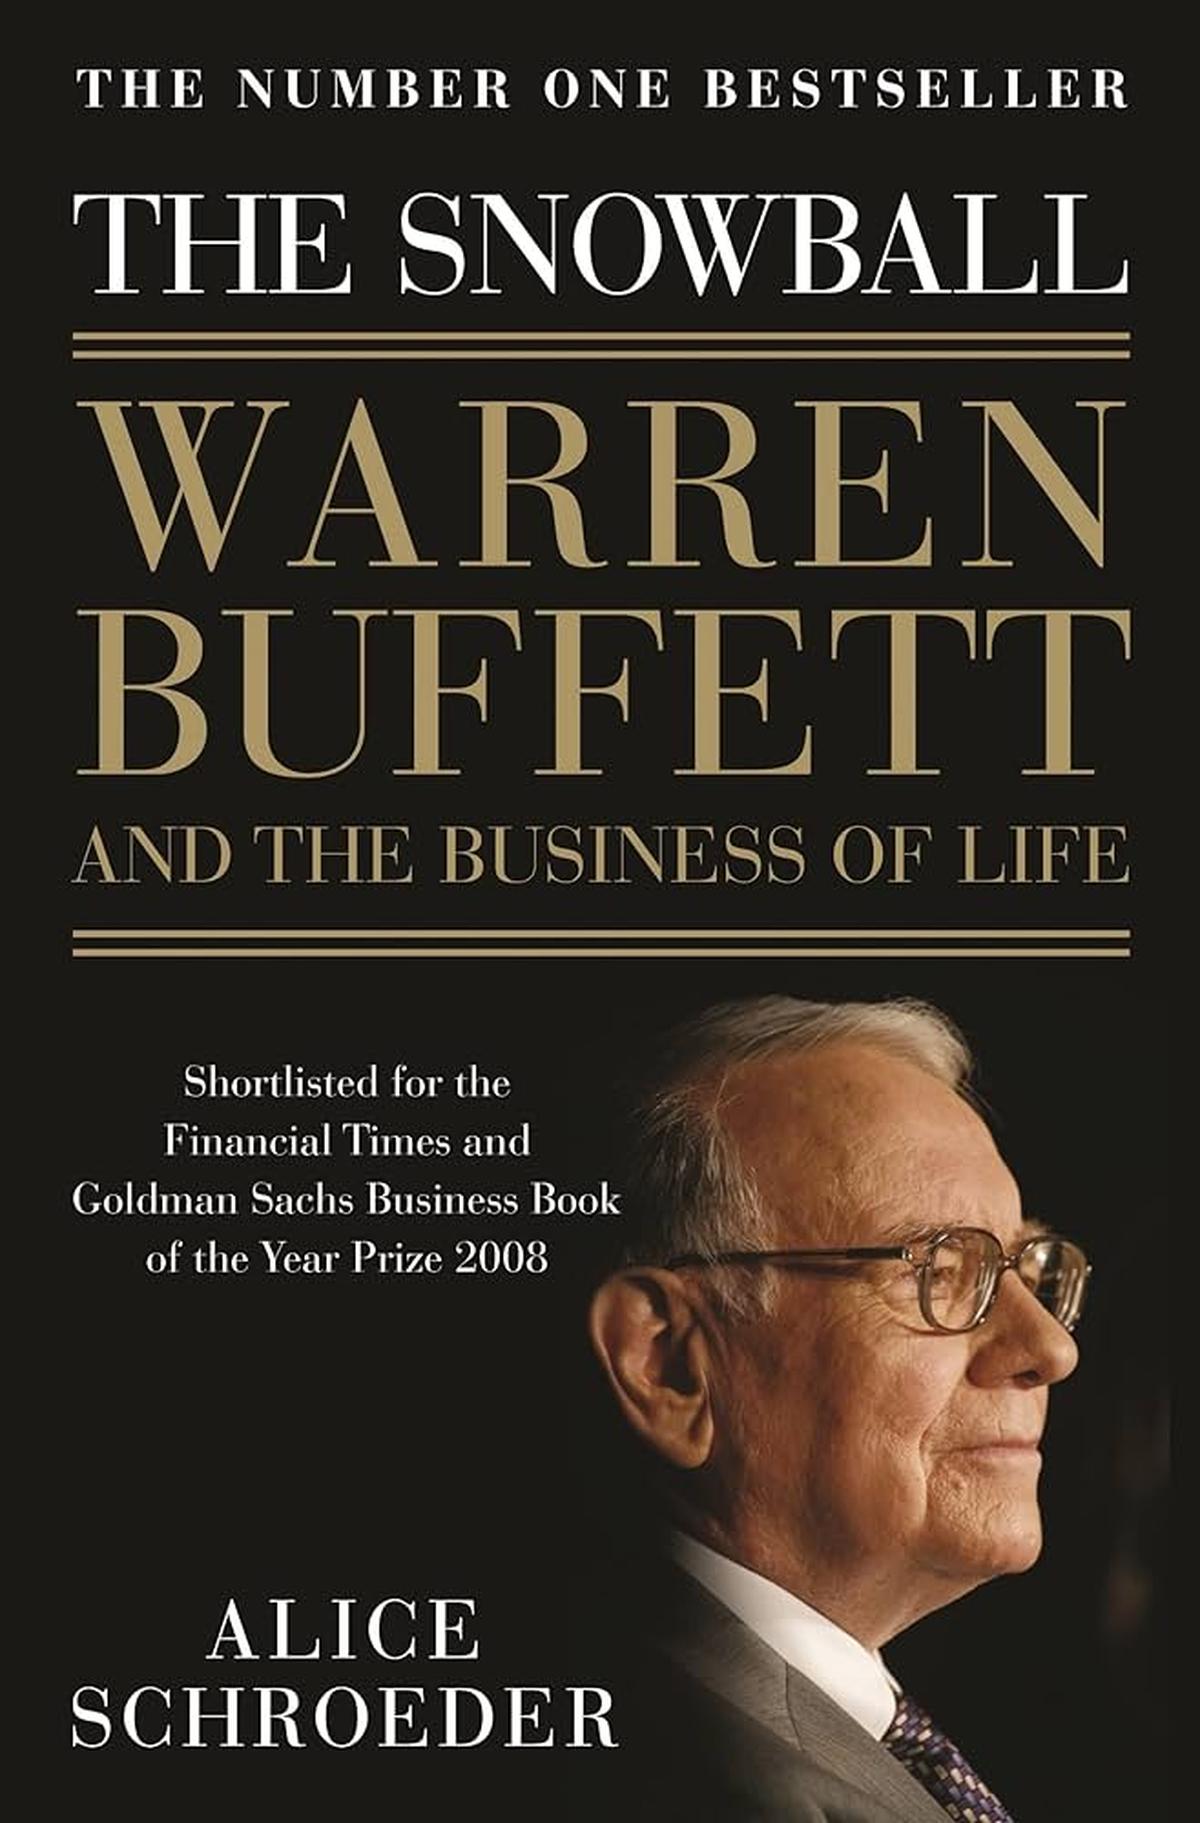 THE NUMBER ONE BESTSELLER
THE SNOWBALL
WARREN
BUFFETT
AND THE BUSINESS OF LIFE
Shortlisted for the
Financial Times and
Goldman Sachs Business Book
of the Year Prize 2008
ALICE
SCHROEDER